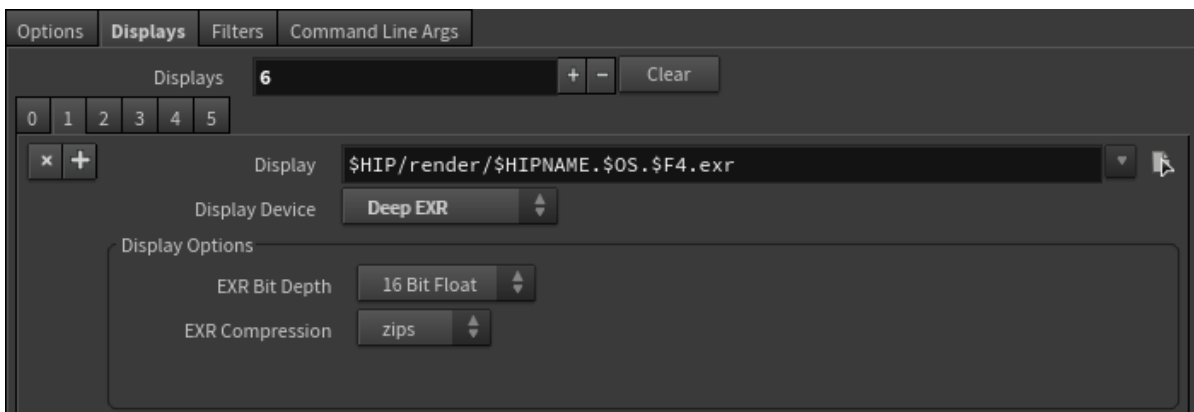 Options Displays Filters Command Line Args
Displays 6 + - Clear
0 1 2 3 4 5
× + Display $HIP/render/$HIPNAME.$OS.$F4.exr
Display Device Deep EXR
Display Options
EXR Bit Depth 16 Bit Float
EXR Compression zips